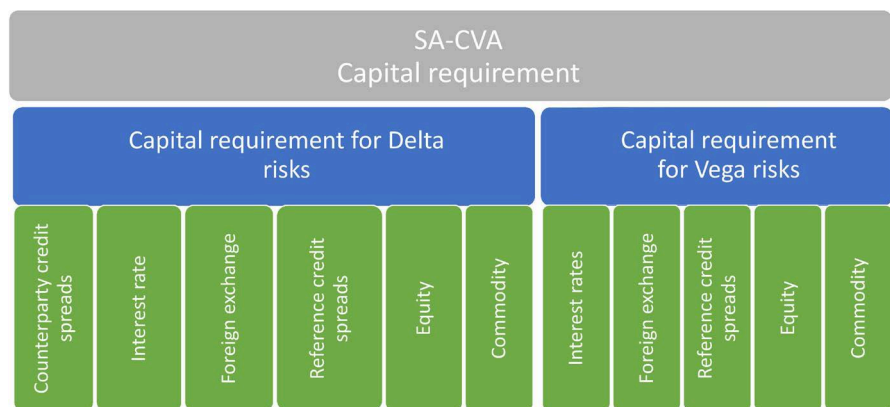 SA-CVA
Capital requirement
Capital requirement for Delta
risks
Capital requirement
for Vega risks
Counterparty credit
spreads
Interest rate
Foreign exchange
Reference credit
spreads
Equity
Commodity
Interest rates
Foreign exchange
Reference credit
spreads
Equity
Commodity